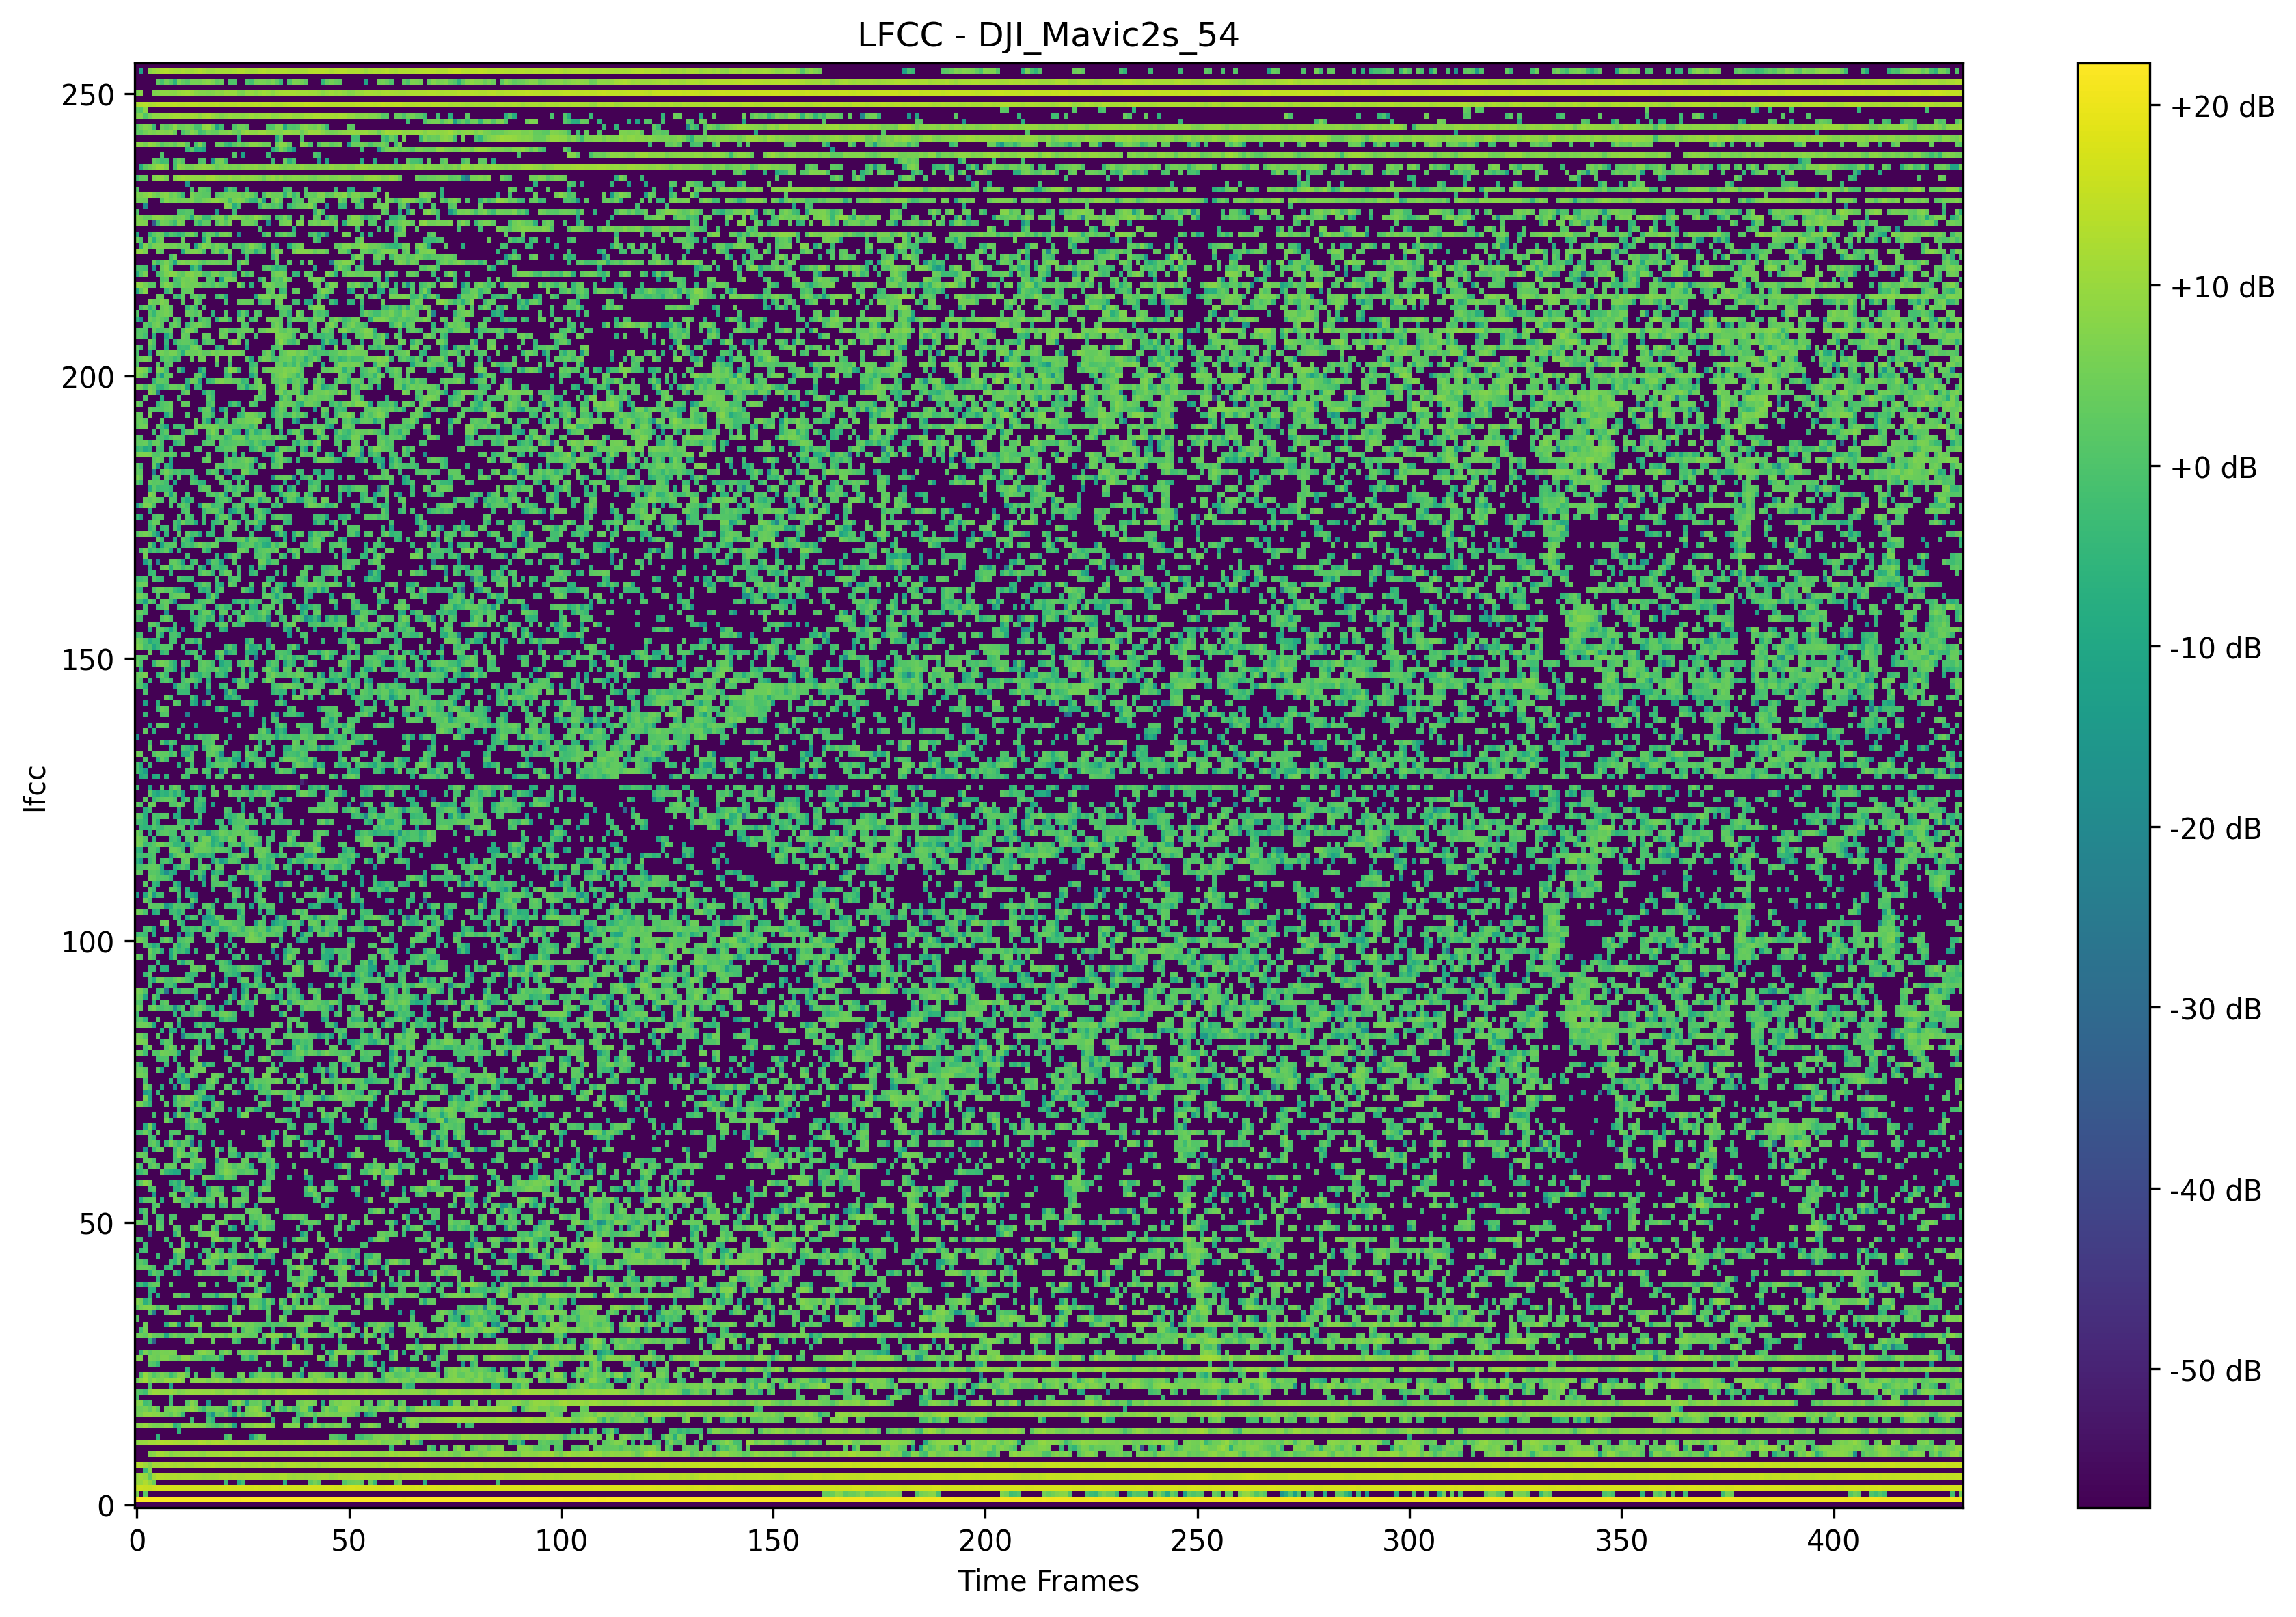 LFCC - DJI_Mavic2s_54
250
200
150
100
50
0
lfcc
0 50 100 150 200 250 300 350 400
Time Frames
+20 dB
+10 dB
+0 dB
-10 dB
-20 dB
-30 dB
-40 dB
-50 dB